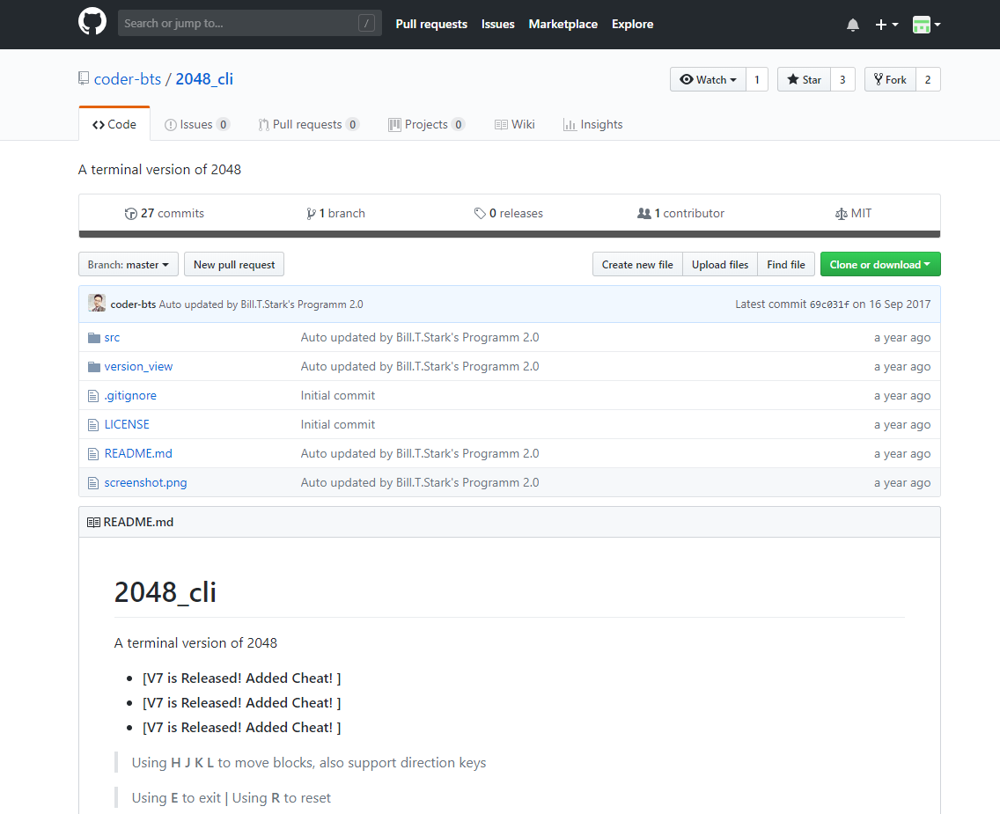 Search or jump to... /
Pull requests Issues Marketplace Explore
coder-bts / 2048_cli
Watch 1 Star 3 Fork 2
Code Issues 0 Pull requests 0 Projects 0 Wiki Insights
A terminal version of 2048
27 commits 1 branch 0 releases 1 contributor MIT
Branch: master New pull request Create new file Upload files Find file Clone or download
coder-bts Auto updated by Bill.T.Stark's Programm 2.0 Latest commit 69c031f on 16 Sep 2017
src Auto updated by Bill.T.Stark's Programm 2.0 a year ago
version_view Auto updated by Bill.T.Stark's Programm 2.0 a year ago
.gitignore Initial commit a year ago
LICENSE Initial commit a year ago
README.md Auto updated by Bill.T.Stark's Programm 2.0 a year ago
screenshot.png Auto updated by Bill.T.Stark's Programm 2.0 a year ago
README.md
2048_cli
A terminal version of 2048
[V7 is Released! Added Cheat! ]
[V7 is Released! Added Cheat! ]
[V7 is Released! Added Cheat! ]
Using H J K L to move blocks, also support direction keys
Using E to exit | Using R to reset